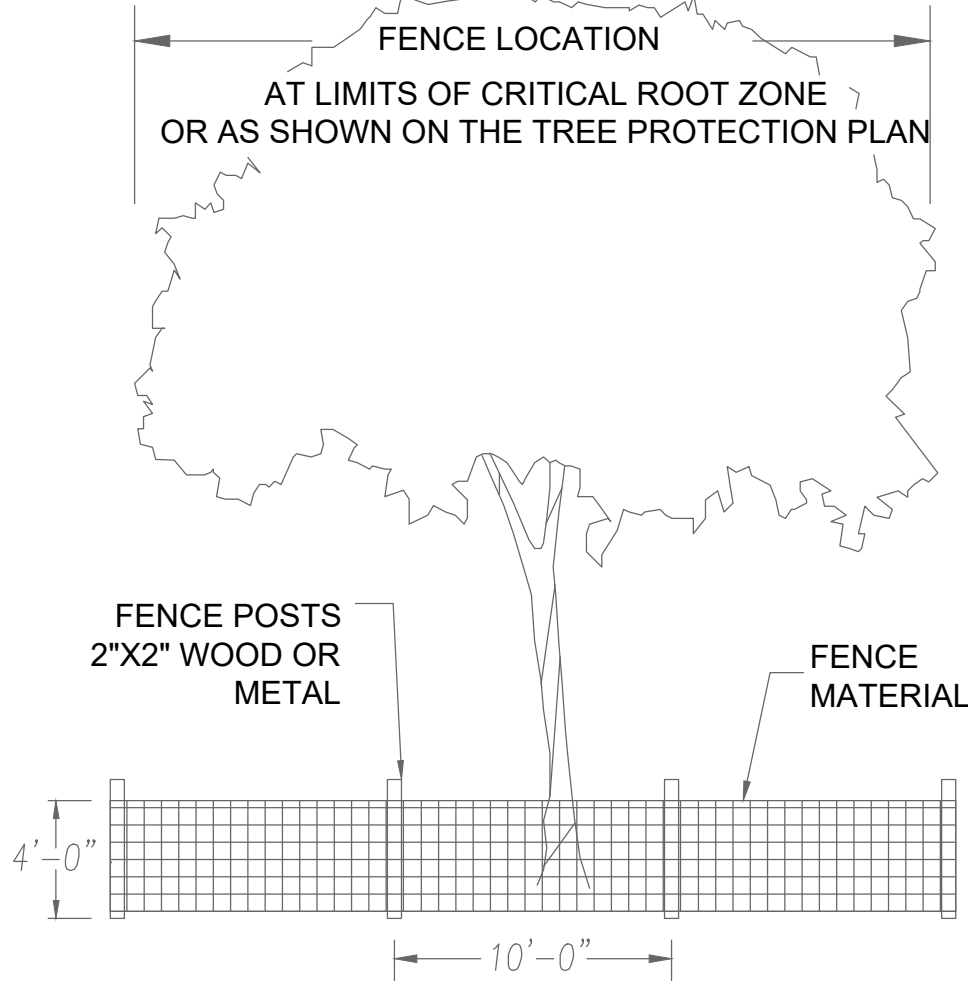 FENCE LOCATION
AT LIMITS OF CRITICAL ROOT ZONE
OR AS SHOWN ON THE TREE PROTECTION PLAN
FENCE POSTS
2"X2" WOOD OR
METAL
FENCE
MATERIAL
4'-0"
10'-0"